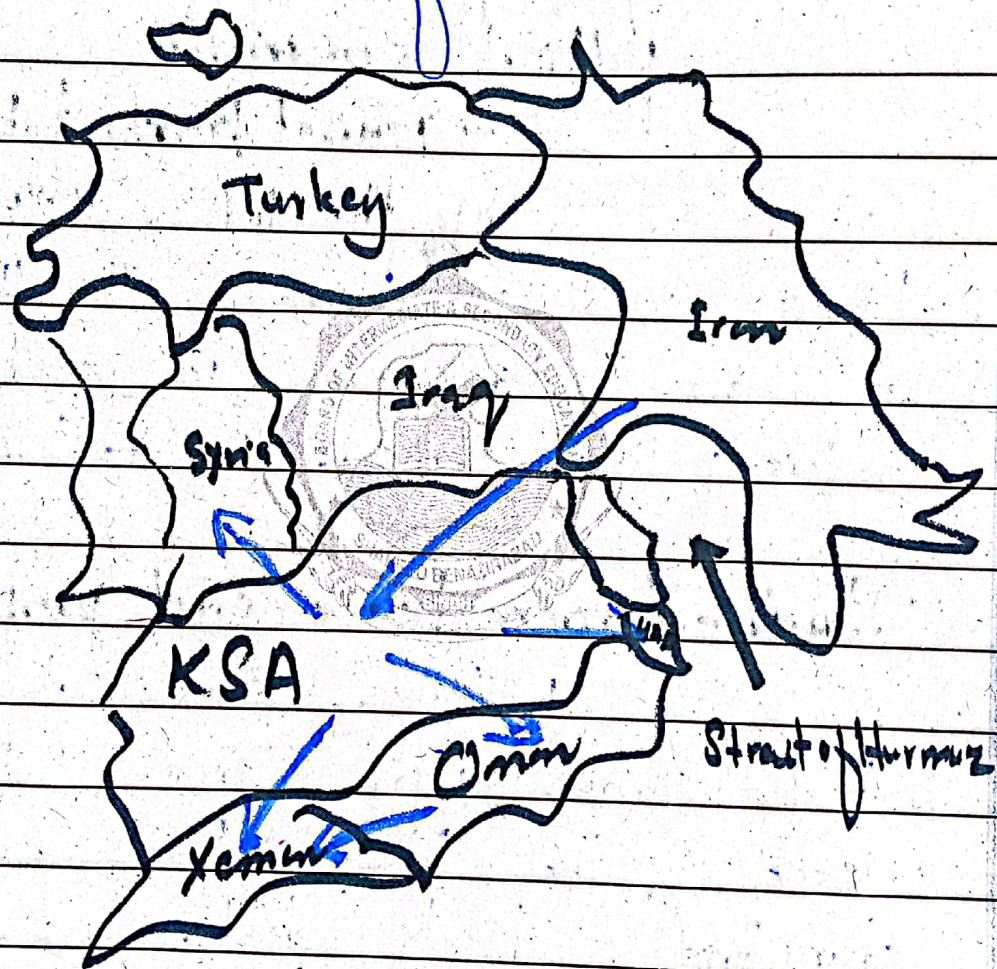 Turkey
Iran
Iraq
Syria
UAE
KSA
Oman
Strait of Hurmuz
Yemen